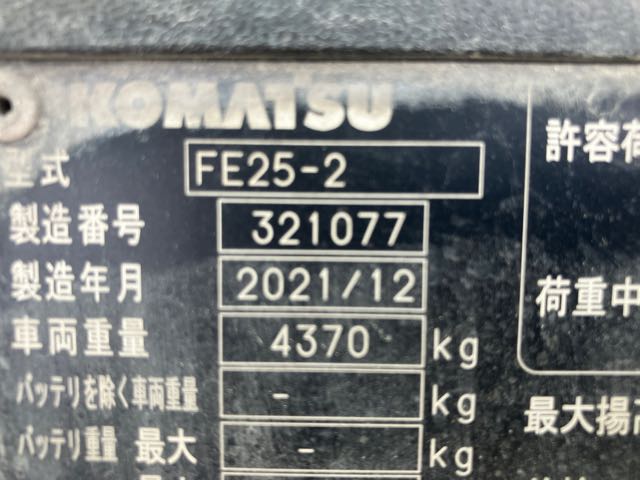 KOMATSU
型式 FE25-2
製造番号 321077
製造年月 2021/12
車両重量 4370 kg
バッテリを除く車両重量 - kg
バッテリ重量 最大 - kg
許容荷
荷重中
最大揚高